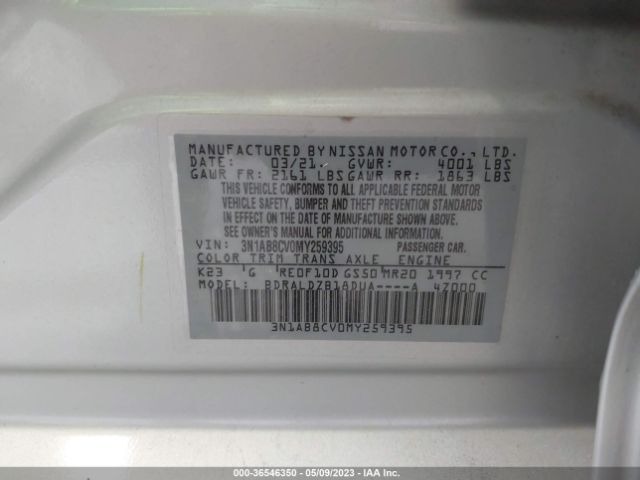 MANUFACTURED BY NISSAN MOTOR CO., LTD.
DATE: 03/21. GVWR: 4001 LBS
GAWR FR: 2161 LBS GAWR RR: 1863 LBS
THIS VEHICLE CONFORMS TO ALL APPLICABLE FEDERAL MOTOR
VEHICLE SAFETY, BUMPER AND THEFT PREVENTION STANDARDS
IN EFFECT ON THE DATE OF MANUFACTURE SHOWN ABOVE.
SEE OWNER'S MANUAL FOR ADDITIONAL INFORMATION.
VIN: 3N1AB8CV0MY259395 PASSENGER CAR.
COLOR TRIM TRANS AXLE ENGINE
K23 G RE0F10D GS50 MR20 1997 CC
MODEL: BDRALDZB18DUA----A 4Z000
3N1AB8CV0MY259395
000-36546350 - 05/09/2023 - IAA Inc.